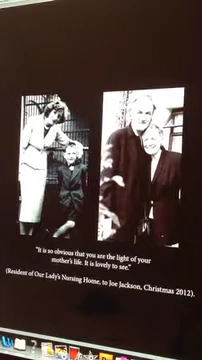 "It is so obvious that you are the light of your
mother's life. It is lovely to see."
(Resident of Our Lady's Nursing Home, to Joe Jackson, Christmas 2012).